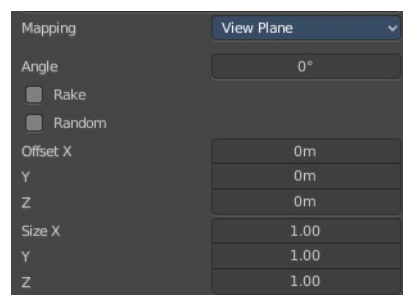 Mapping View Plane
Angle 0°
Rake
Random
Offset X 0m
Y 0m
Z 0m
Size X 1.00
Y 1.00
Z 1.00